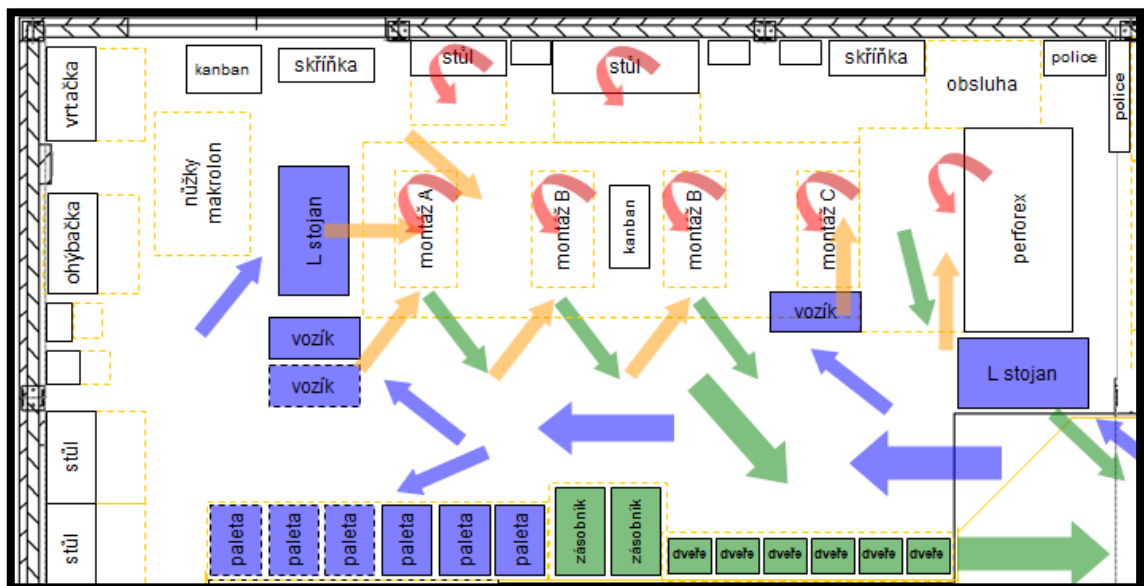 vrtačka
kanban
skříňka
stůl
stůl
skříňka
obsluha
police
police
nůžky
makrolon
ohýbačka
L stojan
montáž A
montáž B
kanban
montáž B
montáž C
perforex
vozík
vozík
vozík
L stojan
stůl
stůl
paleta
paleta
paleta
paleta
paleta
paleta
zásobník
zásobník
dveře
dveře
dveře
dveře
dveře
dveře